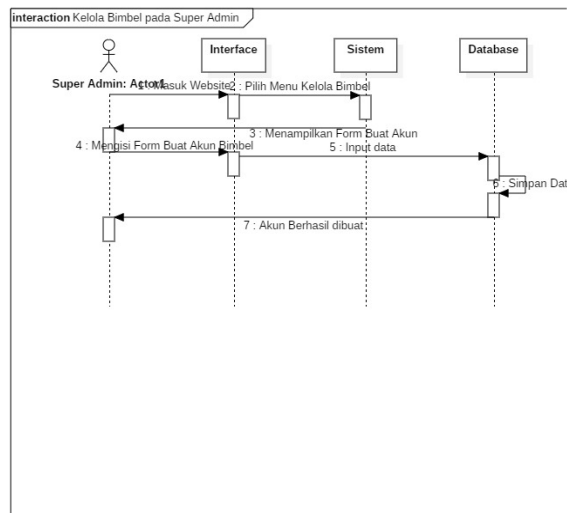 interaction Kelola Bimbel pada Super Admin
Interface
Sistem
Database
Super Admin: Actor1
1 : Masuk Website
2 : Pilih Menu Kelola Bimbel
3 : Menampilkan Form Buat Akun
4 : Mengisi Form Buat Akun Bimbel
5 : Input data
6 : Simpan Dat
7 : Akun Berhasil dibuat